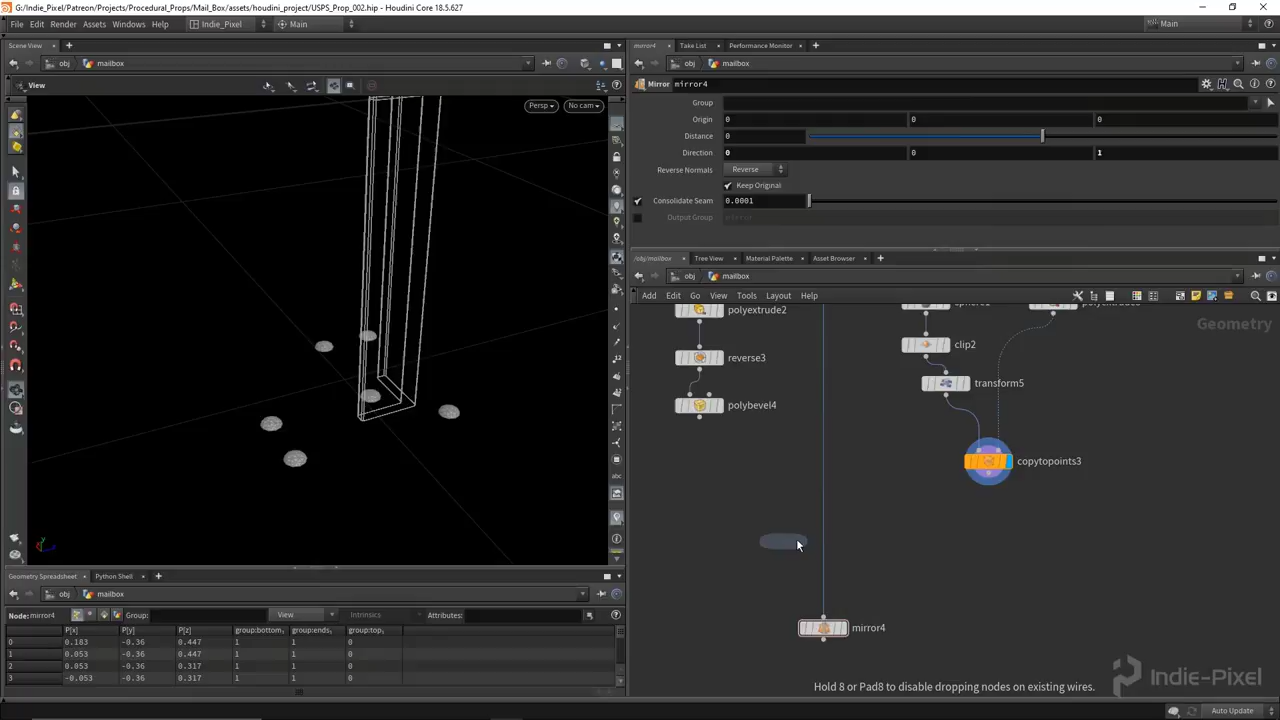 G:/Indie_Pixel/Patreon/Projects/Procedural_Props/Mail_Box/assets/houdini_project/USPS_Prop_002.hip - Houdini Core 18.5.627
File Edit Render Assets Windows Help Indie_Pixel Main Main
Scene View
obj mailbox
View
Persp No cam
mirror4 Take List Performance Monitor
obj mailbox
Mirror mirror4
Group
Origin 0 0 0
Distance 0
Direction 0 0 1
Reverse Normals Reverse
Keep Original
Consolidate Seam 0.0001
Output Group mirror
/obj/mailbox Tree View Material Palette Asset Browser
obj mailbox
Add Edit Go View Tools Layout Help
Geometry
polyextrude2
clip2
reverse3
transform5
polybevel4
copytopoints3
mirror4
Hold 8 or Pad8 to disable dropping nodes on existing wires.
Indie-Pixel
abc
Geometry Spreadsheet Python Shell
obj mailbox
Node: mirror4 Group: View Intrinsics Attributes:
P[x] P[y] P[z] group:bottom group:ends group:top
0 0.183 -0.36 0.447 1 1 0
1 0.053 -0.36 0.447 1 1 0
2 0.053 -0.36 0.317 1 1 0
3 -0.053 -0.36 0.317 1 1 0
Auto Update